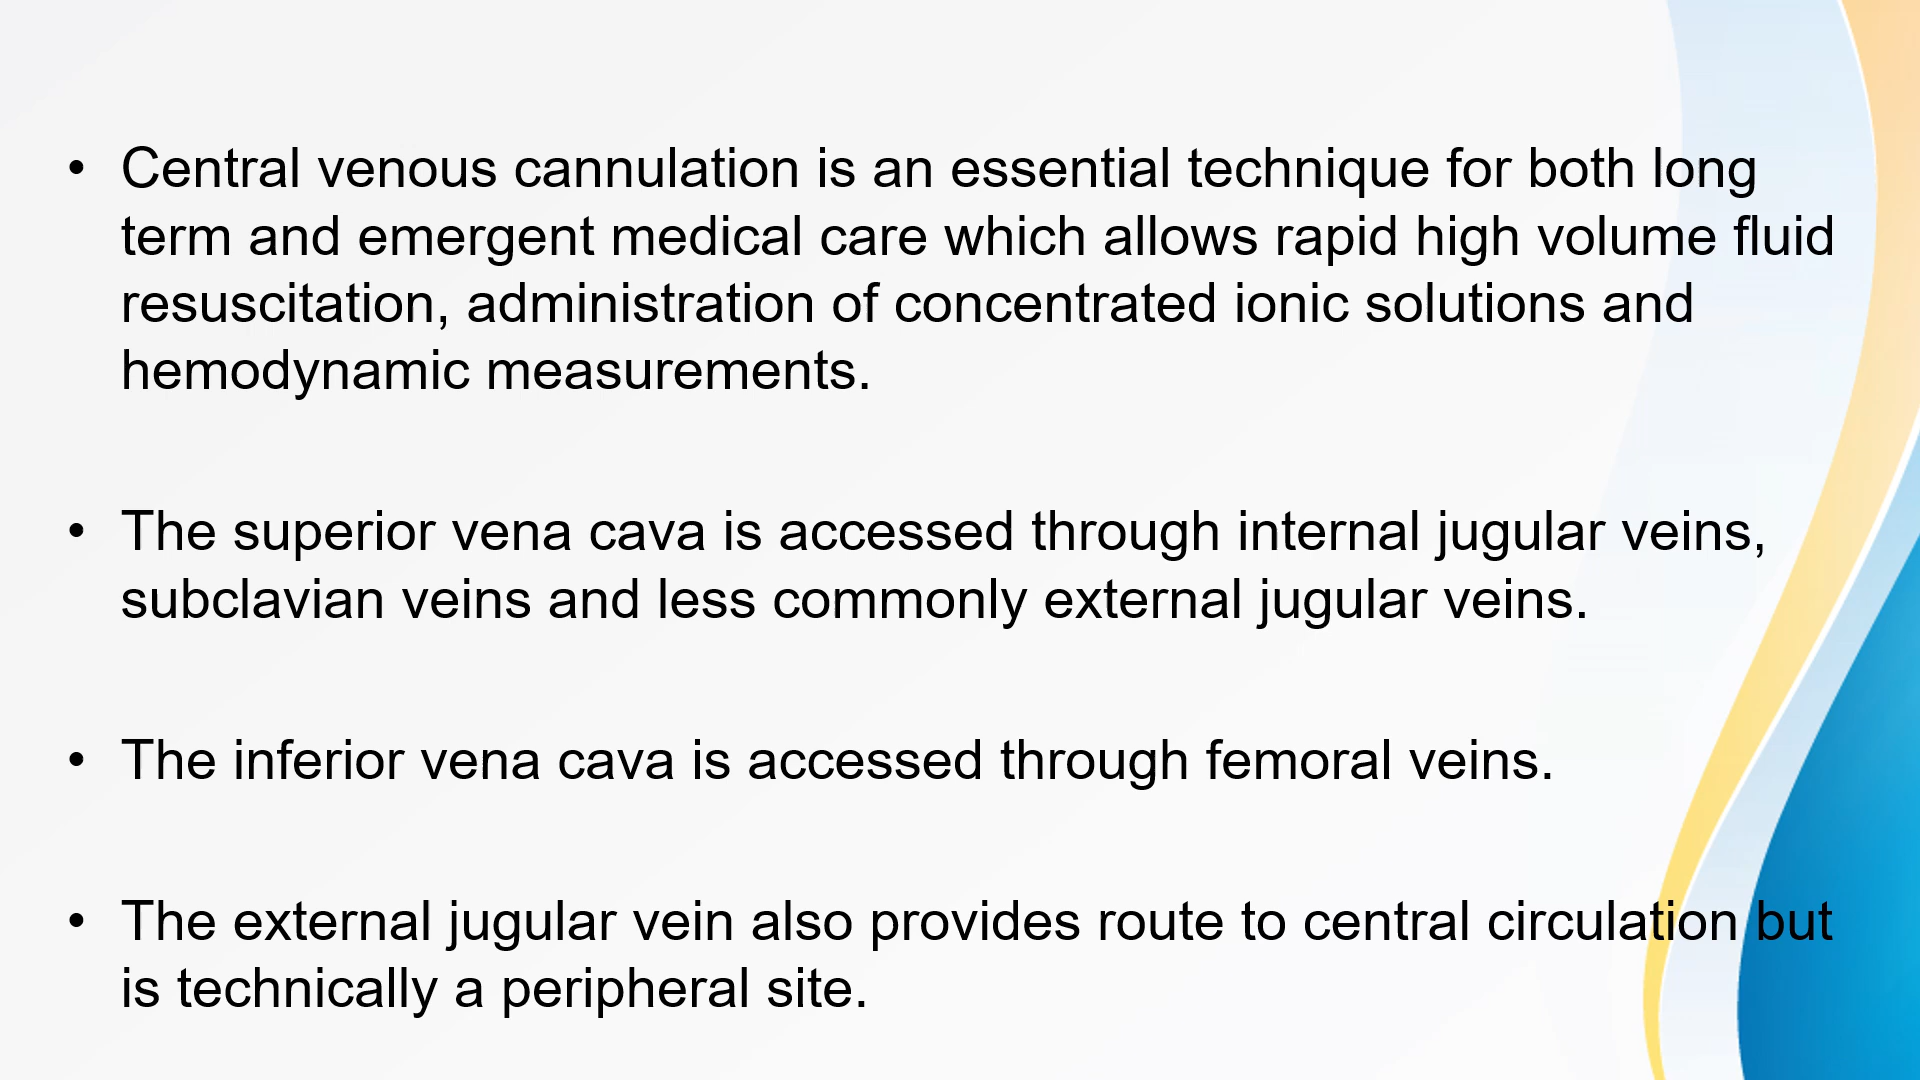 • Central venous cannulation is an essential technique for both long
term and emergent medical care which allows rapid high volume fluid
resuscitation, administration of concentrated ionic solutions and
hemodynamic measurements.
• The superior vena cava is accessed through internal jugular veins,
subclavian veins and less commonly external jugular veins.
• The inferior vena cava is accessed through femoral veins.
• The external jugular vein also provides route to central circulation but
is technically a peripheral site.